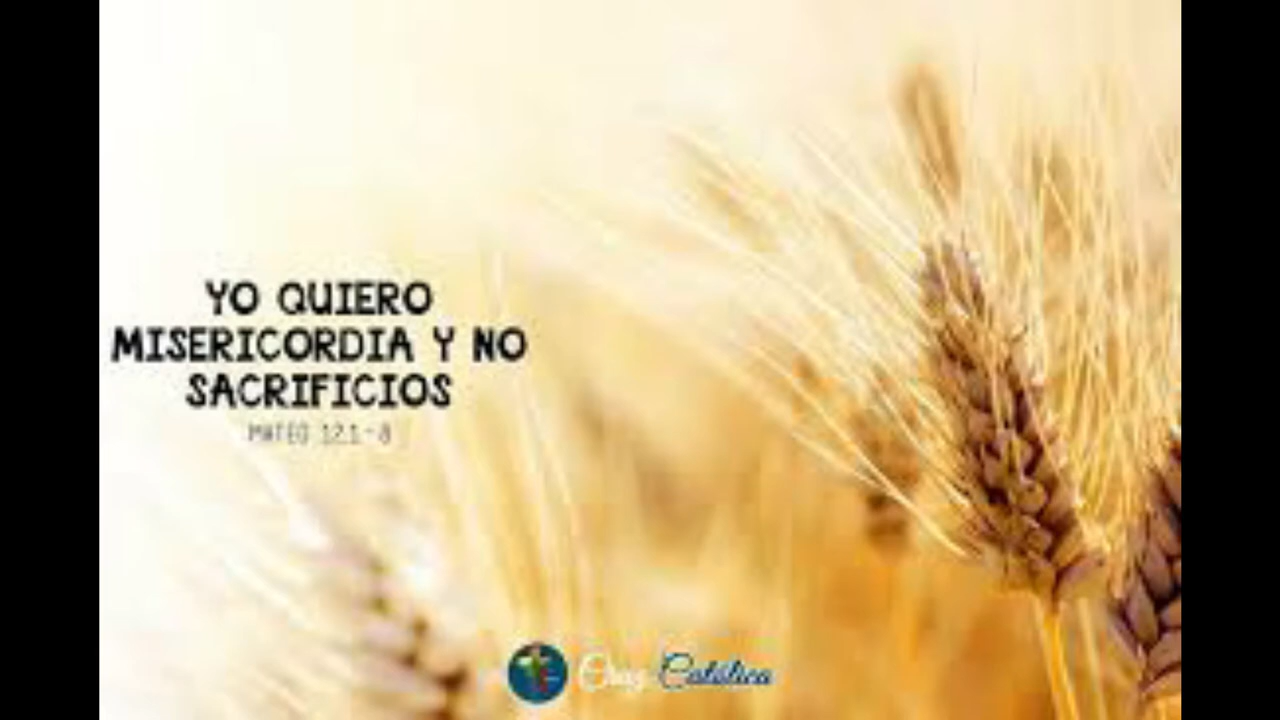 YO QUIERO
MISERICORDIA Y NO
SACRIFICIOS
MATEO 12,1-8
Cruz Católica